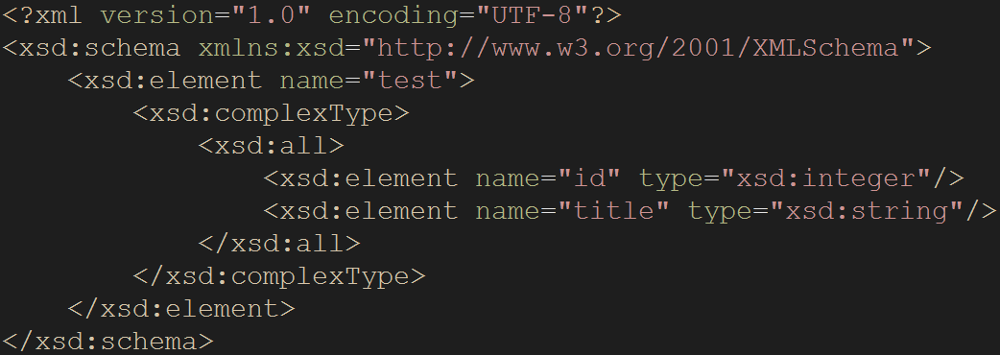 <?xml version="1.0" encoding="UTF-8"?>
<xsd:schema xmlns:xsd="http://www.w3.org/2001/XMLSchema">
    <xsd:element name="test">
        <xsd:complexType>
            <xsd:all>
                <xsd:element name="id" type="xsd:integer"/>
                <xsd:element name="title" type="xsd:string"/>
            </xsd:all>
        </xsd:complexType>
    </xsd:element>
</xsd:schema>